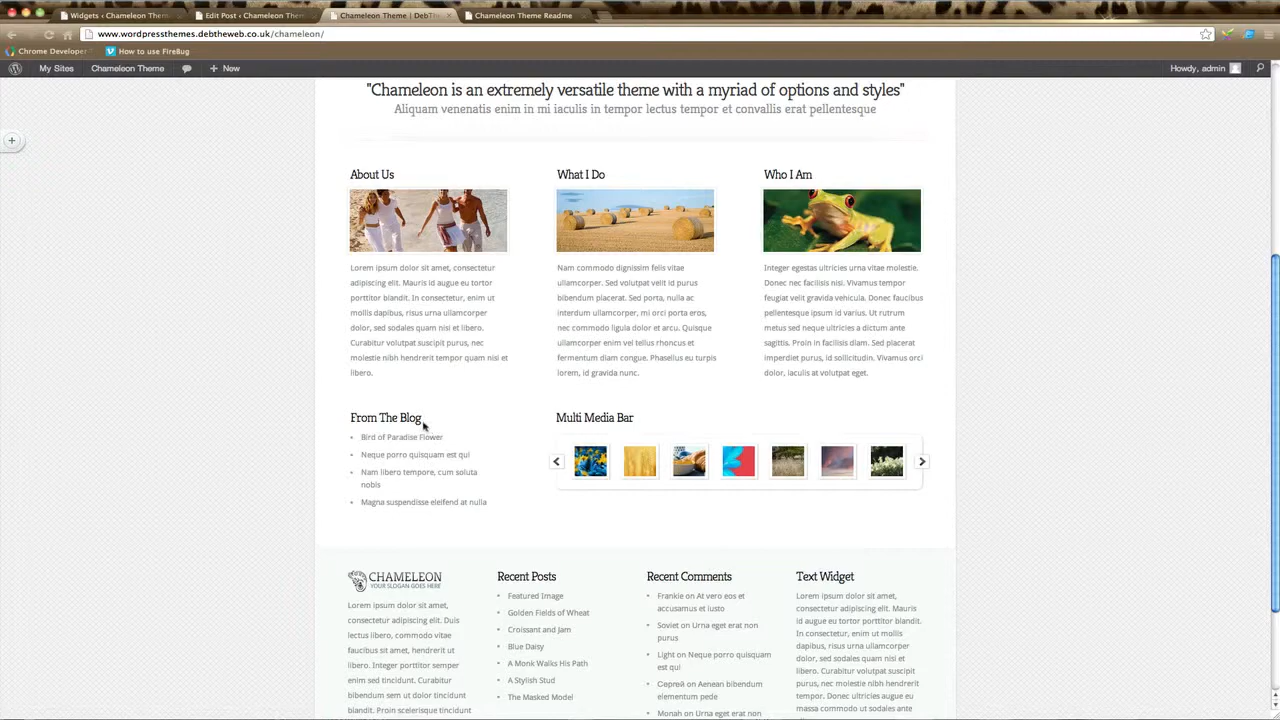 Widgets ‹ Chameleon Them
Edit Post ‹ Chameleon Them
Chameleon Theme | DebTh
Chameleon Theme Readme
www.wordpressthemes.debtheweb.co.uk/chameleon/
Chrome Developer
How to use FireBug
My Sites
Chameleon Theme
+ New
Howdy, admin
"Chameleon is an extremely versatile theme with a myriad of options and styles"
Aliquam venenatis enim in mi iaculis in tempor lectus tempor et convallis erat pellentesque
About Us
Lorem ipsum dolor sit amet, consectetur
adipiscing elit. Mauris id augue eu tortor
porttitor blandit. In consectetur, enim ut
mollis dapibus, risus urna ullamcorper
dolor, sed sodales quam nisi et libero.
Curabitur volutpat suscipit purus, nec
molestie nibh hendrerit tempor quam nisi et
libero.
What I Do
Nam commodo dignissim felis vitae
ullamcorper. Sed volutpat velit id purus
bibendum placerat. Sed porta, nulla ac
interdum ullamcorper, mi orci porta eros,
nec commodo ligula dolor et arcu. Quisque
ullamcorper enim vel tellus rhoncus et
fermentum diam congue. Phasellus eu turpis
lorem, id gravida nunc.
Who I Am
Integer egestas ultricies urna vitae molestie.
Donec nec facilisis nisi. Vivamus tempor
feugiat velit gravida vehicula. Donec faucibus
pellentesque ipsum id varius. Ut rutrum
metus sed neque ultricies a dictum ante
sagittis. Proin in facilisis diam. Sed placerat
imperdiet purus, id sollicitudin. Vivamus orci
dolor, iaculis at volutpat eget.
From The Blog
Bird of Paradise Flower
Neque porro quisquam est qui
Nam libero tempore, cum soluta
nobis
Magna suspendisse eleifend at nulla
Multi Media Bar
CHAMELEON
YOUR SLOGAN GOES HERE
Lorem ipsum dolor sit amet,
consectetur adipiscing elit. Duis
lectus libero, commodo vitae
faucibus sit amet, hendrerit ut
libero. Integer porttitor semper
enim sed tincidunt. Curabitur
bibendum sem ut dolor tincidunt
Proin scelerisque tincidunt
Recent Posts
Featured Image
Golden Fields of Wheat
Croissant and Jam
Blue Daisy
A Monk Walks His Path
A Stylish Stud
The Masked Model
Recent Comments
Frankie on At vero eos et
accusamus et iusto
Soviet on Urna eget erat non
purus
Light on Neque porro quisquam
est qui
Сергей on Aenean bibendum
elementum pede
Monah on Urna eget erat non
Text Widget
Lorem ipsum dolor sit amet,
consectetur adipiscing elit. Mauris
id augue eu tortor porttitor blandit.
In consectetur, enim ut mollis
dapibus, risus urna ullamcorper
dolor, sed sodales quam nisi et
libero. Curabitur volutpat suscipit
purus, nec molestie nibh hendrerit
tempor. Donec ultricies augue eu
massa commodo ut dolor tincidunt